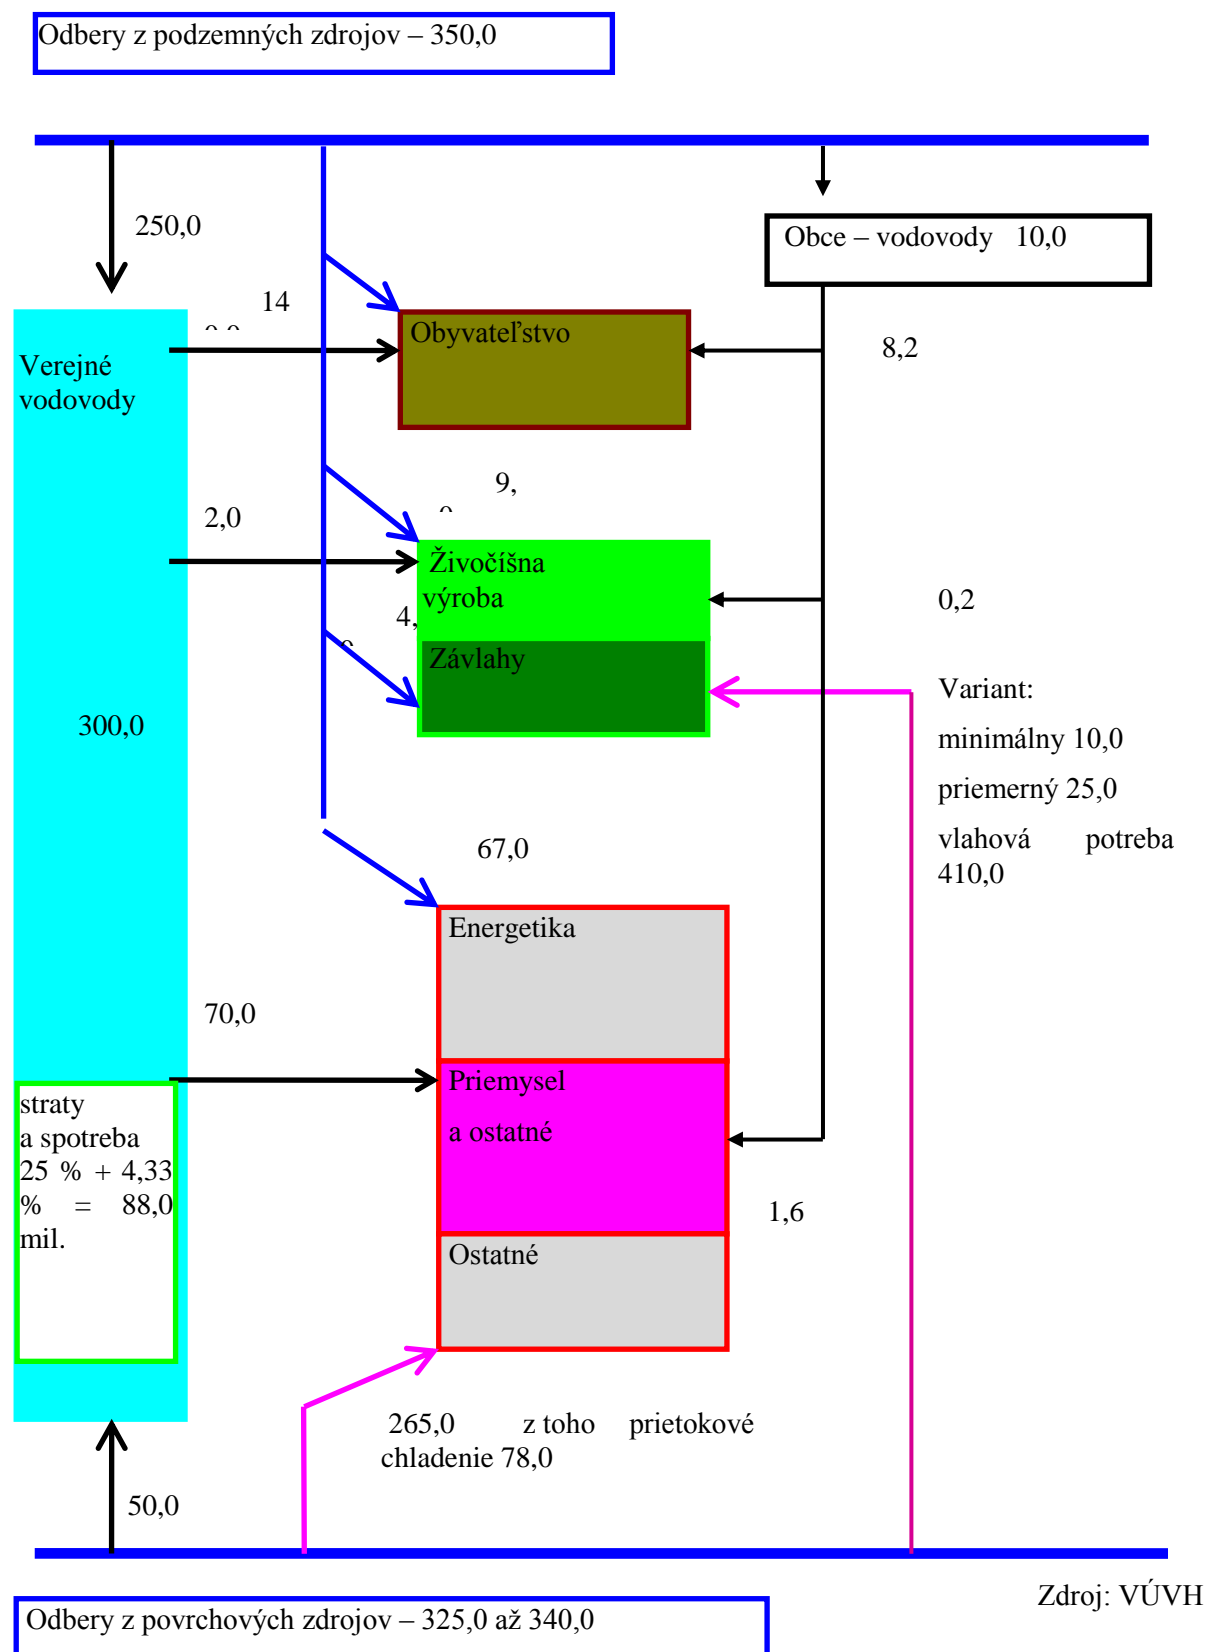 Odbery z podzemných zdrojov – 350,0
250,0
Obce – vodovody 10,0
14
Obyvateľstvo
8,2
Verejné
vodovody
9,
2,0
Živočíšna
výroba
0,2
4,
Závlahy
Variant:
minimálny 10,0
priemerný 25,0
vlahová potreba
410,0
300,0
67,0
Energetika
70,0
Priemysel
a ostatné
straty
a spotreba
25 % + 4,33
% = 88,0
mil.
1,6
Ostatné
265,0 z toho prietokové
chladenie 78,0
50,0
Zdroj: VÚVH
Odbery z povrchových zdrojov – 325,0 až 340,0